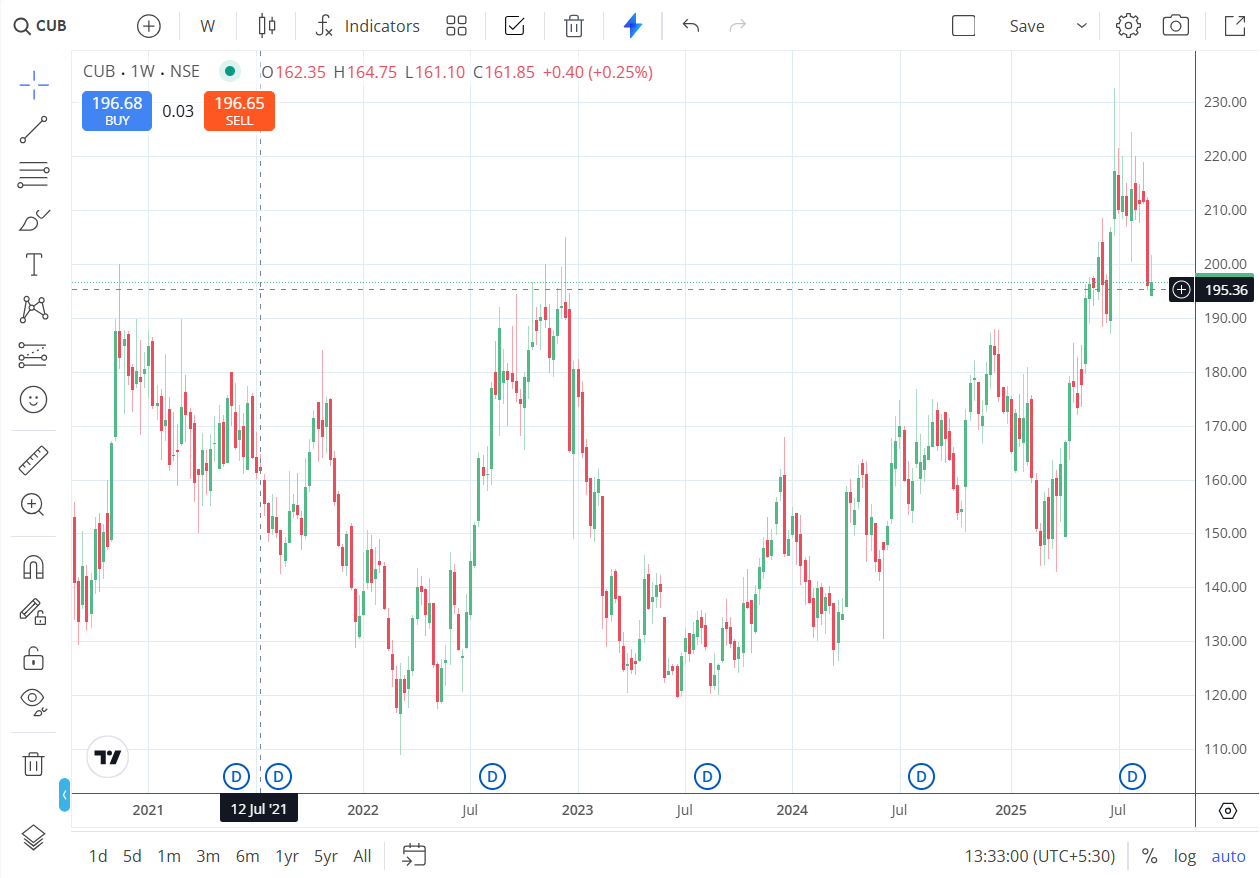 CUB W Indicators Save
CUB · 1W · NSE O162.35 H164.75 L161.10 C161.85 +0.40 (+0.25%)
196.68 0.03 196.65
BUY SELL
230.00
220.00
210.00
200.00
195.36
190.00
180.00
170.00
160.00
150.00
140.00
130.00
120.00
110.00
D D D D D D
2021 12 Jul '21 2022 Jul 2023 Jul 2024 Jul 2025 Jul
1d 5d 1m 3m 6m 1yr 5yr All 13:33:00 (UTC+5:30) % log auto